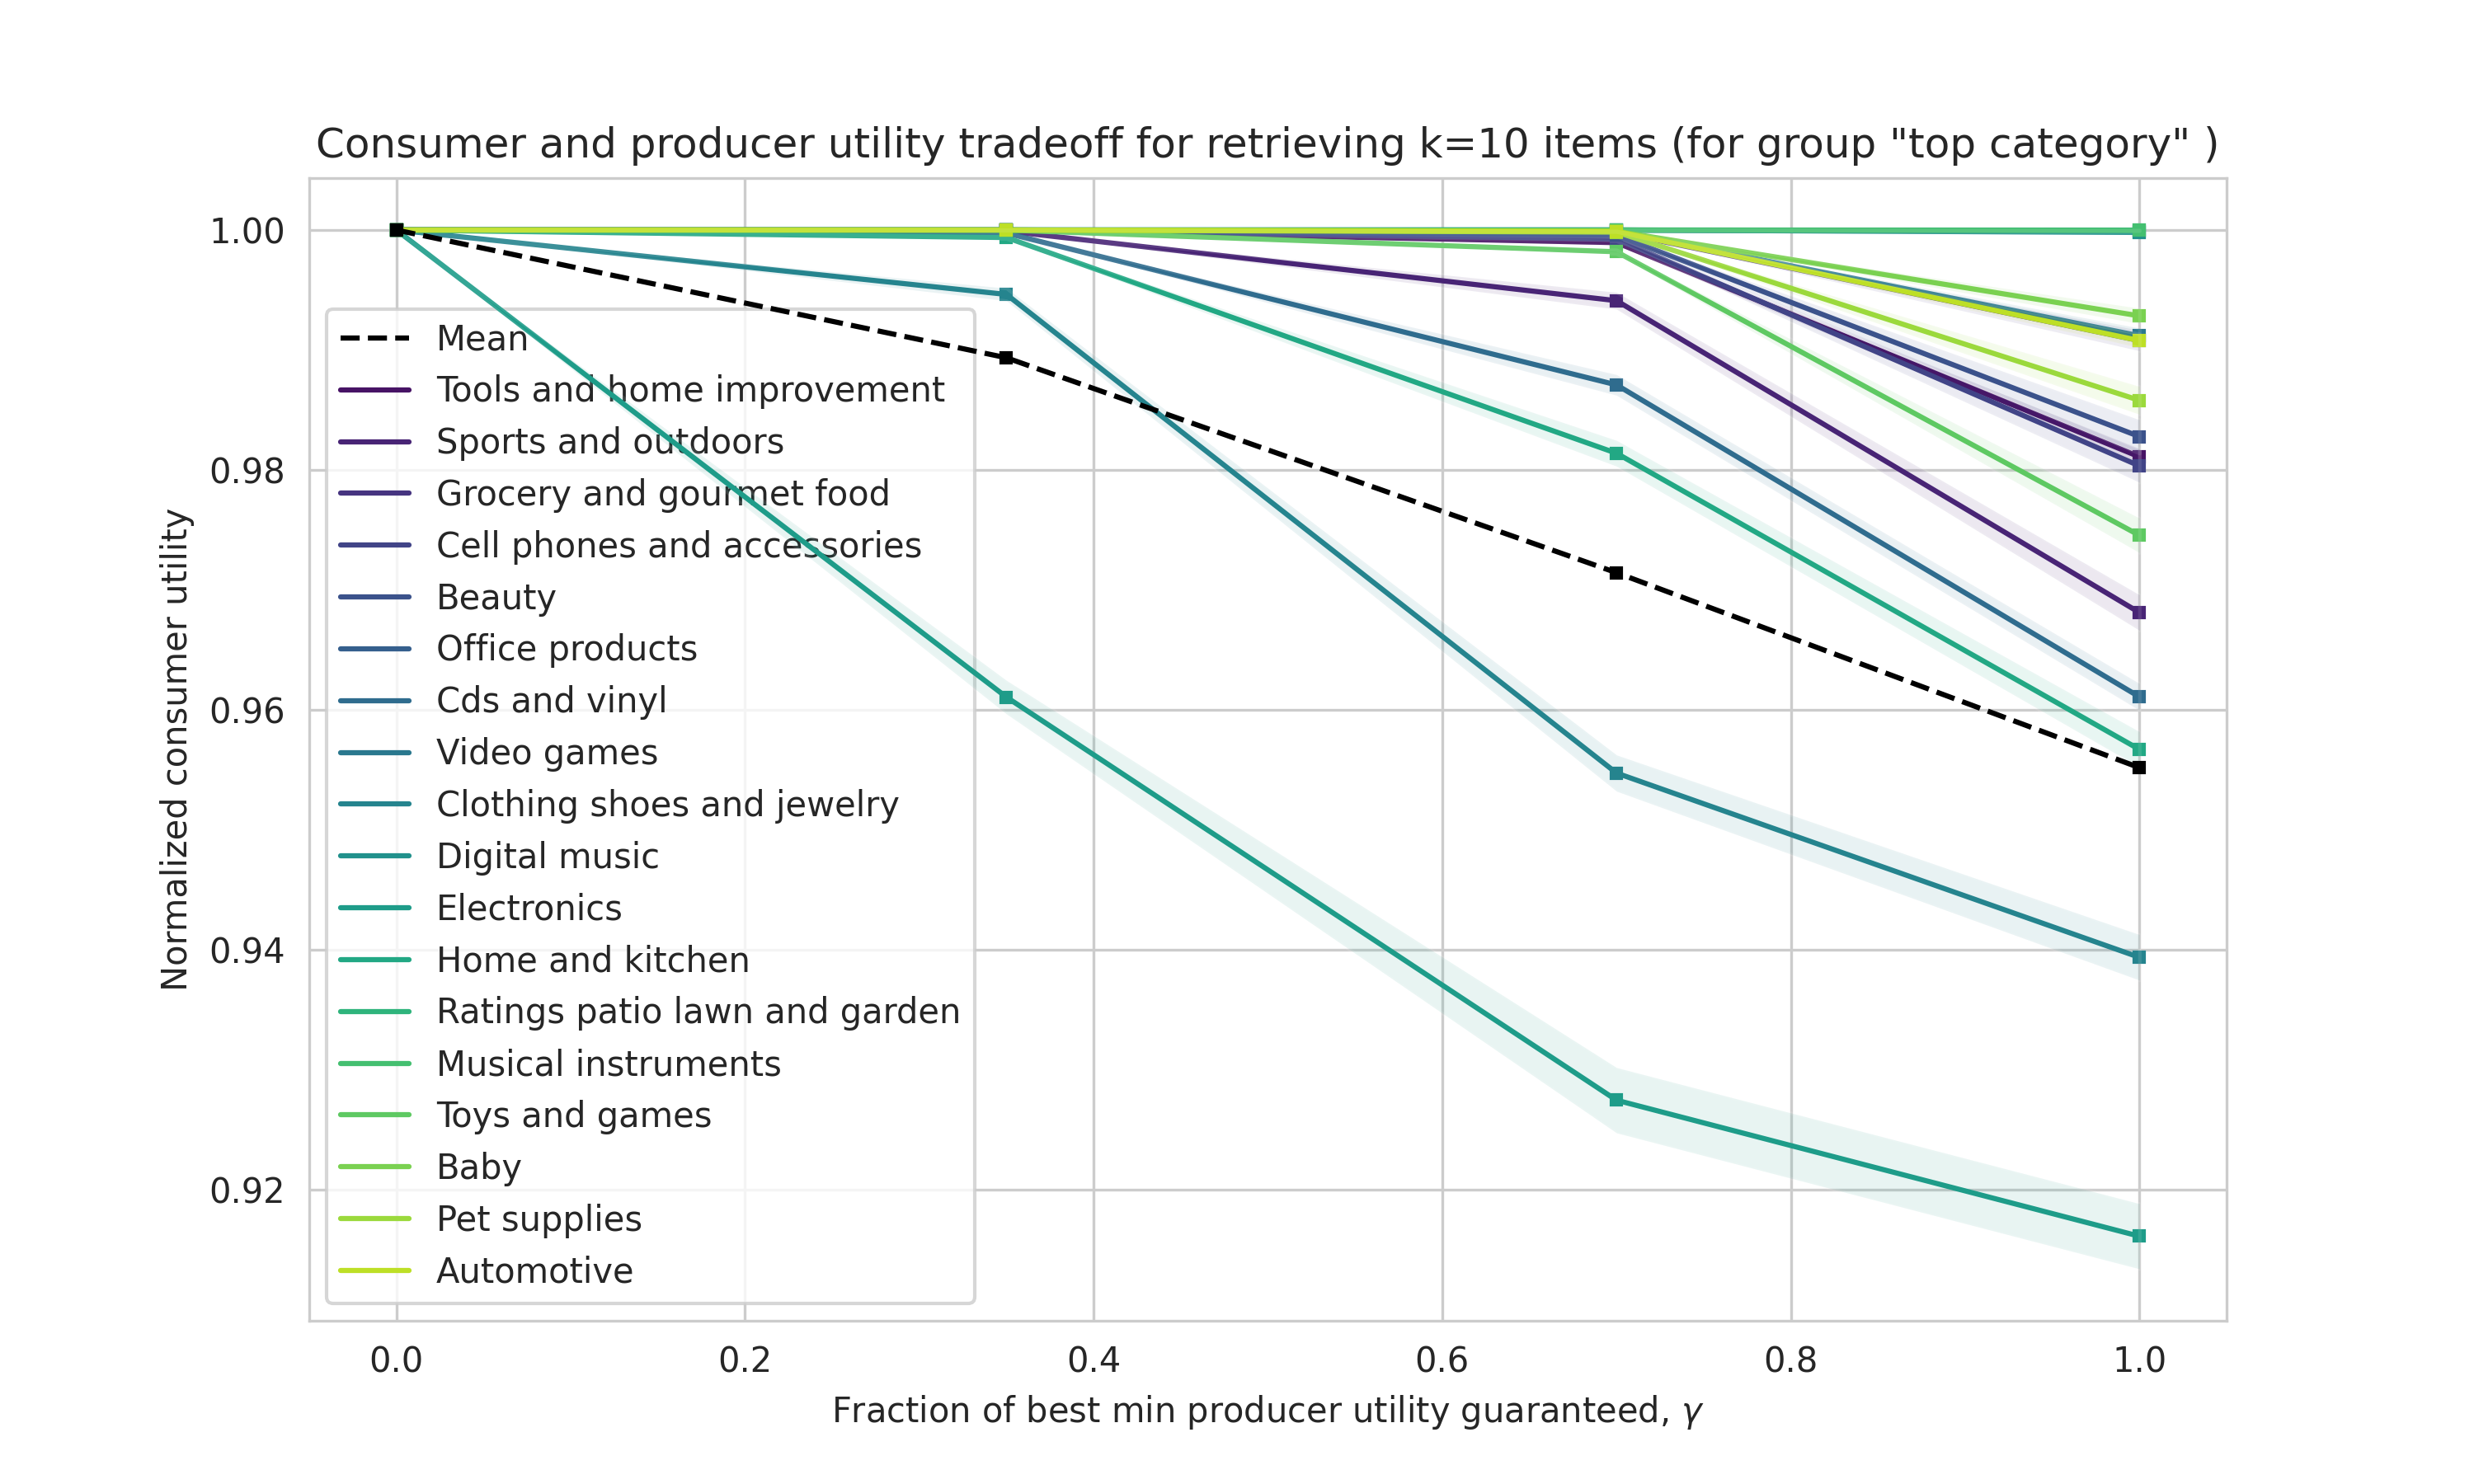 Consumer and producer utility tradeoff for retrieving k=10 items (for group "top category" )
Normalized consumer utility
1.00
0.98
0.96
0.94
0.92
Mean
Tools and home improvement
Sports and outdoors
Grocery and gourmet food
Cell phones and accessories
Beauty
Office products
Cds and vinyl
Video games
Clothing shoes and jewelry
Digital music
Electronics
Home and kitchen
Ratings patio lawn and garden
Musical instruments
Toys and games
Baby
Pet supplies
Automotive
0.0 0.2 0.4 0.6 0.8 1.0
Fraction of best min producer utility guaranteed, γ